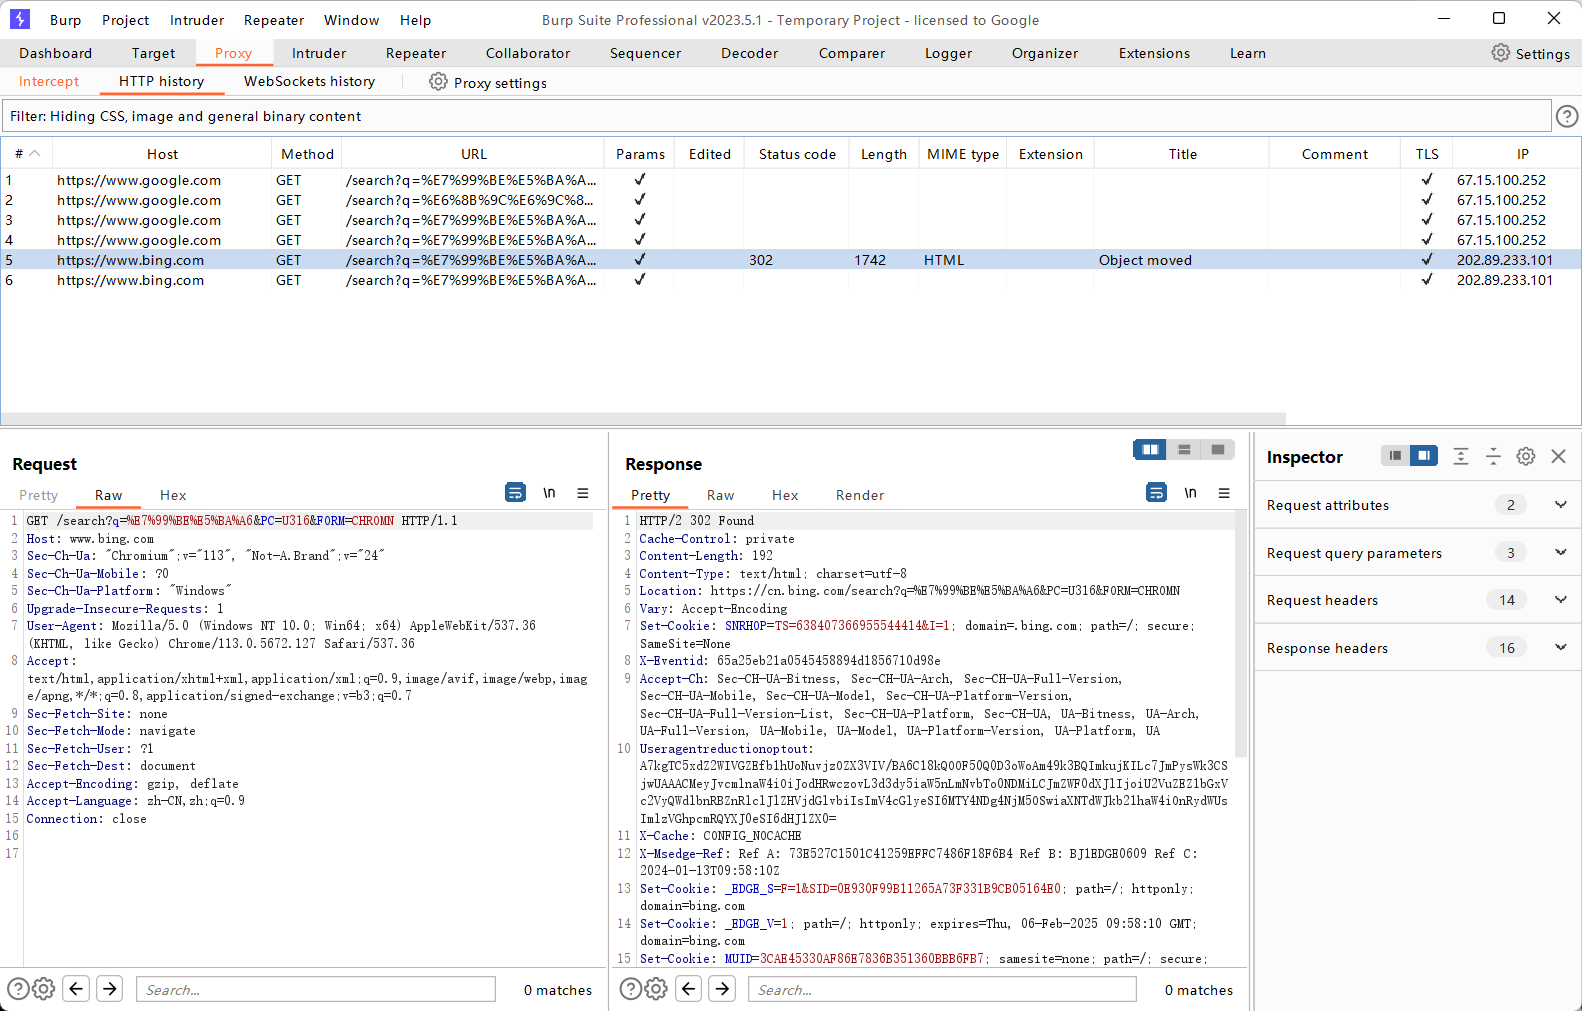 Burp Project Intruder Repeater Window Help Burp Suite Professional v2023.5.1 - Temporary Project - licensed to Google
Dashboard Target Proxy Intruder Repeater Collaborator Sequencer Decoder Comparer Logger Organizer Extensions Learn Settings
Intercept HTTP history WebSockets history Proxy settings
Filter: Hiding CSS, image and general binary content
# Host Method URL Params Edited Status code Length MIME type Extension Title Comment TLS IP
1 https://www.google.com GET /search?q=%E7%99%BE%E5%BA%A... ✓ ✓ 67.15.100.252
2 https://www.google.com GET /search?q=%E6%8B%9C%E6%9C%8... ✓ ✓ 67.15.100.252
3 https://www.google.com GET /search?q=%E7%99%BE%E5%BA%A... ✓ ✓ 67.15.100.252
4 https://www.google.com GET /search?q=%E7%99%BE%E5%BA%A... ✓ ✓ 67.15.100.252
5 https://www.bing.com GET /search?q=%E7%99%BE%E5%BA%A... ✓ 302 1742 HTML Object moved ✓ 202.89.233.101
6 https://www.bing.com GET /search?q=%E7%99%BE%E5%BA%A... ✓ ✓ 202.89.233.101
Request
Pretty Raw Hex \n
1 GET /search?q=%E7%99%BE%E5%BA%A6&PC=U316&FORM=CHROMN HTTP/1.1
2 Host: www.bing.com
3 Sec-Ch-Ua: "Chromium";v="113", "Not-A.Brand";v="24"
4 Sec-Ch-Ua-Mobile: ?0
5 Sec-Ch-Ua-Platform: "Windows"
6 Upgrade-Insecure-Requests: 1
7 User-Agent: Mozilla/5.0 (Windows NT 10.0; Win64; x64) AppleWebKit/537.36
(KHTML, like Gecko) Chrome/113.0.5672.127 Safari/537.36
8 Accept:
text/html,application/xhtml+xml,application/xml;q=0.9,image/avif,image/webp,imag
e/apng,*/*;q=0.8,application/signed-exchange;v=b3;q=0.7
9 Sec-Fetch-Site: none
10 Sec-Fetch-Mode: navigate
11 Sec-Fetch-User: ?1
12 Sec-Fetch-Dest: document
13 Accept-Encoding: gzip, deflate
14 Accept-Language: zh-CN,zh;q=0.9
15 Connection: close
16
17
Search...
0 matches
Response
Pretty Raw Hex Render \n
1 HTTP/2 302 Found
2 Cache-Control: private
3 Content-Length: 192
4 Content-Type: text/html; charset=utf-8
5 Location: https://cn.bing.com/search?q=%E7%99%BE%E5%BA%A6&PC=U316&FORM=CHROMN
6 Vary: Accept-Encoding
7 Set-Cookie: SNRHOP=TS=638407366955544414&I=1; domain=.bing.com; path=/; secure;
SameSite=None
8 X-Eventid: 65a25eb21a0545458894d1856710d98e
9 Accept-Ch: Sec-CH-UA-Bitness, Sec-CH-UA-Arch, Sec-CH-UA-Full-Version,
Sec-CH-UA-Mobile, Sec-CH-UA-Model, Sec-CH-UA-Platform-Version,
Sec-CH-UA-Full-Version-List, Sec-CH-UA-Platform, Sec-CH-UA, UA-Bitness, UA-Arch,
UA-Full-Version, UA-Mobile, UA-Model, UA-Platform-Version, UA-Platform, UA
10 Useragentreductionoptout:
11 X-Cache: CONFIG_NOCACHE
12 X-Msedge-Ref: Ref A: 73E527C1501C41259EFFC7486F18F6B4 Ref B: BJ1EDGE0609 Ref C:
2024-01-13T09:58:10Z
13 Set-Cookie: _EDGE_S=F=1&SID=0E930F99B11265A73F331B9CB05164E0; path=/; httponly;
domain=bing.com
14 Set-Cookie: _EDGE_V=1; path=/; httponly; expires=Thu, 06-Feb-2025 09:58:10 GMT;
domain=bing.com
15 Set-Cookie: MUID=3CAE45330AF86E7836B351360BBB6FB7; samesite=none; path=/; secure;
Search...
0 matches
Inspector
Request attributes 2
Request query parameters 3
Request headers 14
Response headers 16